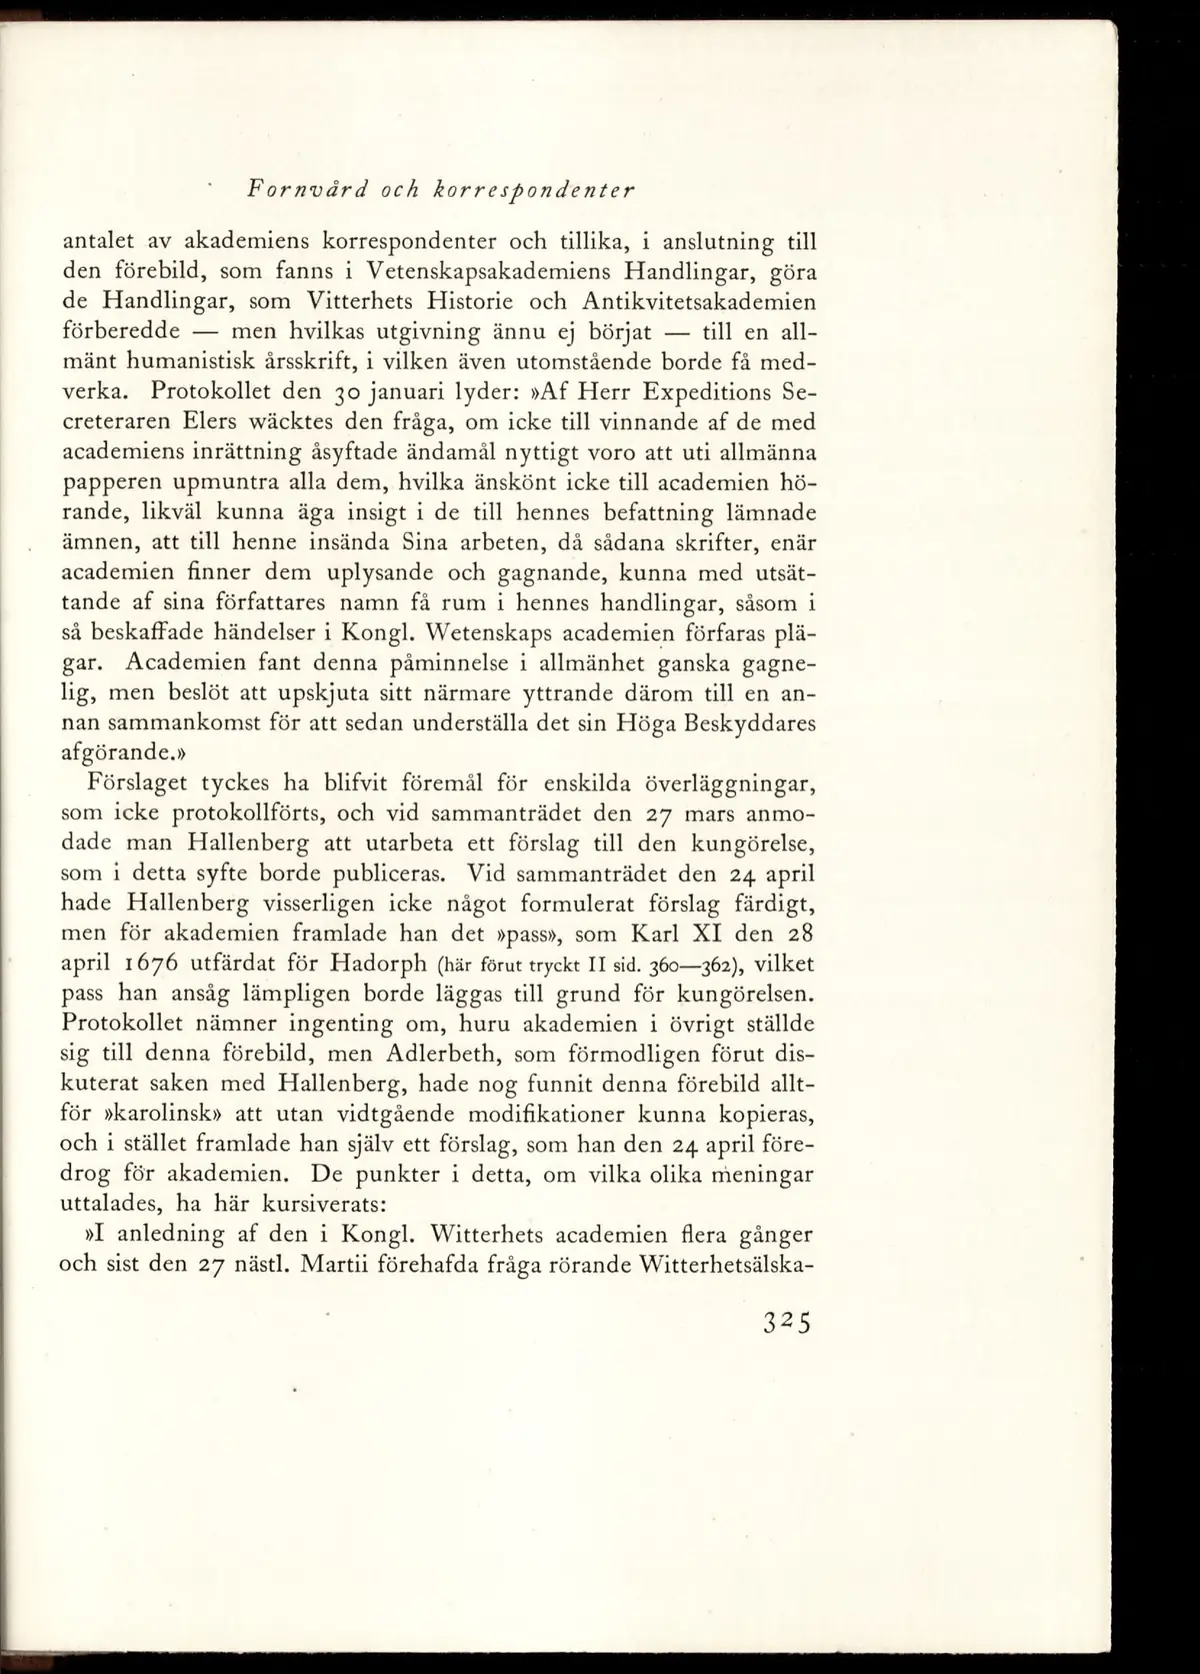 Fornvård och korrespondenter
antalet av akademiens korrespondenter och tillika, i anslutning till
den förebild, som fanns i Vetenskapsakademiens Handlingar, göra
de Handlingar, som Vitterhets Historie och Antikvitetsakademien
förberedde — men hvilkas utgivning ännu ej börjat — till en all-
mänt humanistisk årsskrift, i vilken även utomstående borde få med-
verka. Protokollet den 30 januari lyder: »Af Herr Expeditions Se-
creteraren Elers wäcktes den fråga, om icke till vinnande af de med
academiens inrättning åsyftade ändamål nyttigt voro att uti allmänna
papperen upmuntra alla dem, hvilka änskönt icke till academien hö-
rande, likväl kunna äga insigt i de till hennes befattning lämnade
ämnen, att till henne insända Sina arbeten, då sådana skrifter, enär
academien finner dem uplysande och gagnande, kunna med utsät-
tande af sina författares namn få rum i hennes handlingar, såsom i
så beskaffade händelser i Kongl. Wetenskaps academien förfaras plä-
gar. Academien fant denna påminnelse i allmänhet ganska gagne-
lig, men beslöt att upskjuta sitt närmare yttrande därom till en an-
nan sammankomst för att sedan underställa det sin Höga Beskyddares
afgörande.»
Förslaget tyckes ha blifvit föremål för enskilda överläggningar,
som icke protokollförts, och vid sammanträdet den 27 mars anmo-
dade man Hallenberg att utarbeta ett förslag till den kungörelse,
som i detta syfte borde publiceras. Vid sammanträdet den 24 april
hade Hallenberg visserligen icke något formulerat förslag färdigt,
men för akademien framlade han det »pass», som Karl XI den 28
april 1676 utfärdat för Hadorph (här förut tryckt II sid. 360—362), vilket
pass han ansåg lämpligen borde läggas till grund för kungörelsen.
Protokollet nämner ingenting om, huru akademien i övrigt ställde
sig till denna förebild, men Adlerbeth, som förmodligen förut dis-
kuterat saken med Hallenberg, hade nog funnit denna förebild allt-
för »karolinsk» att utan vidtgående modifikationer kunna kopieras,
och i stället framlade han själv ett förslag, som han den 24 april före-
drog för akademien. De punkter i detta, om vilka olika meningar
uttalades, ha här kursiverats:
»I anledning af den i Kongl. Witterhets academien flera gånger
och sist den 27 nästl. Martii förehafda fråga rörande Witterhetsälska-
325